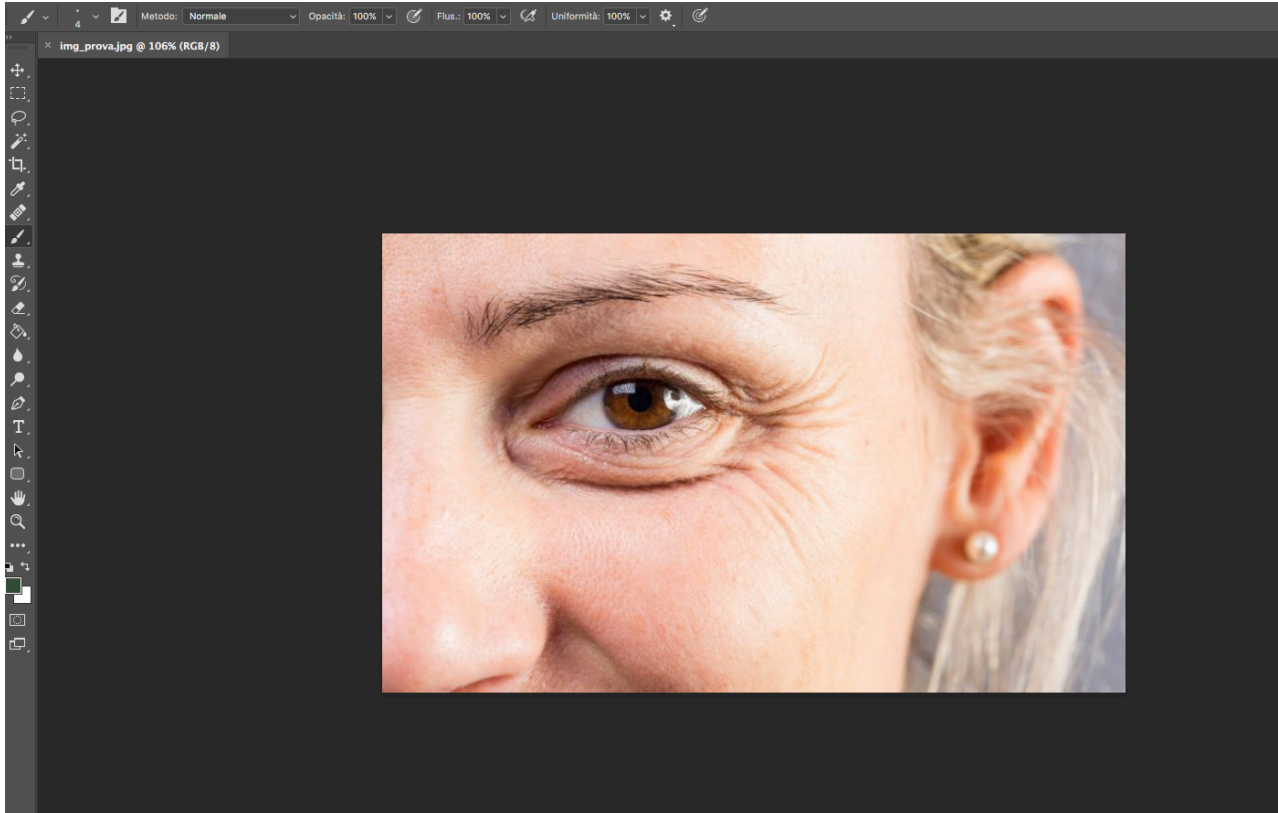 4 Metodo: Normale Opacità: 100% Flus.: 100% Uniformità: 100%
× img_prova.jpg @ 106% (RGB/8)